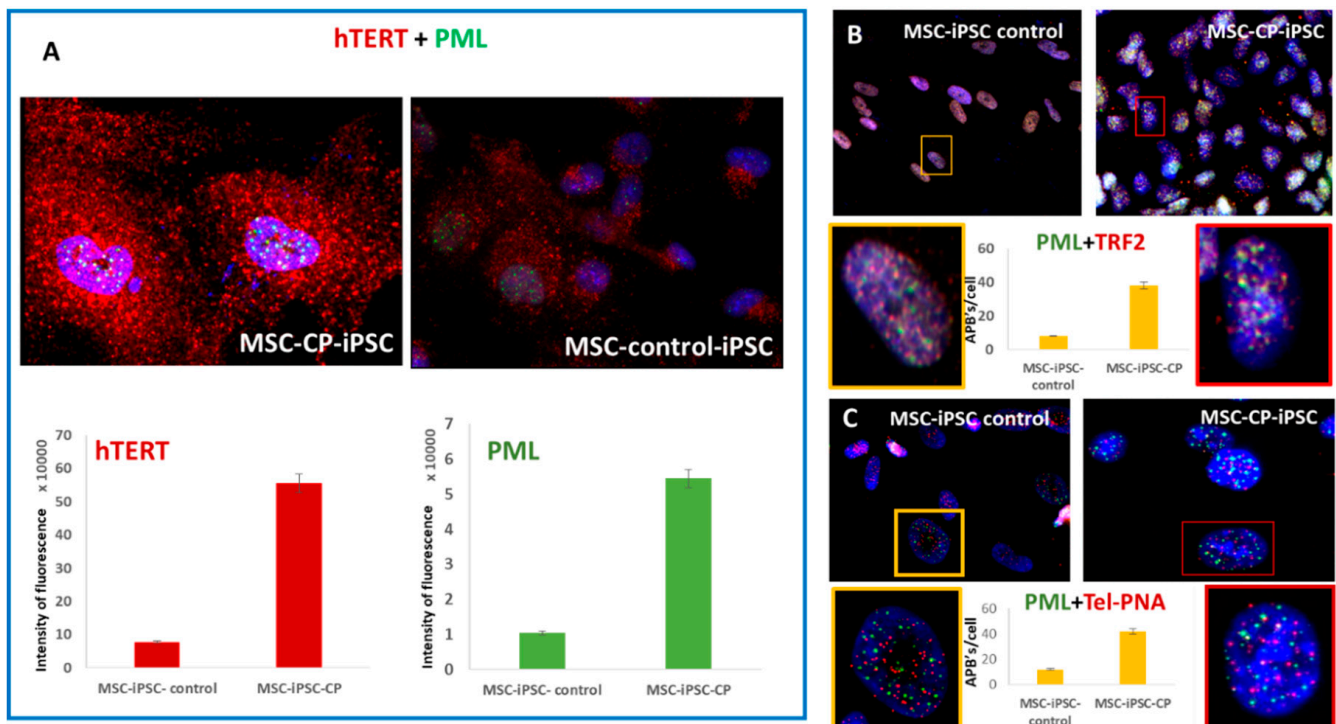 A
hTERT + PML
MSC-CP-iPSC
MSC-control-iPSC
hTERT
Intensity of fluorescence
x 10000
70
60
50
40
30
20
10
0
MSC-iPSC- control
MSC-iPSC-CP
PML
Intensity of fluorescence
x 10000
7
6
5
4
3
2
1
0
MSC-iPSC- control
MSC-iPSC-CP
B
MSC-iPSC control
MSC-CP-iPSC
PML+TRF2
APB's/cell
60
40
20
0
MSC-iPSC-
control
MSC-iPSC-CP
C
MSC-iPSC control
MSC-CP-iPSC
PML+Tel-PNA
APB's/cell
60
40
20
0
MSC-iPSC-
control
MSC-iPSC-CP